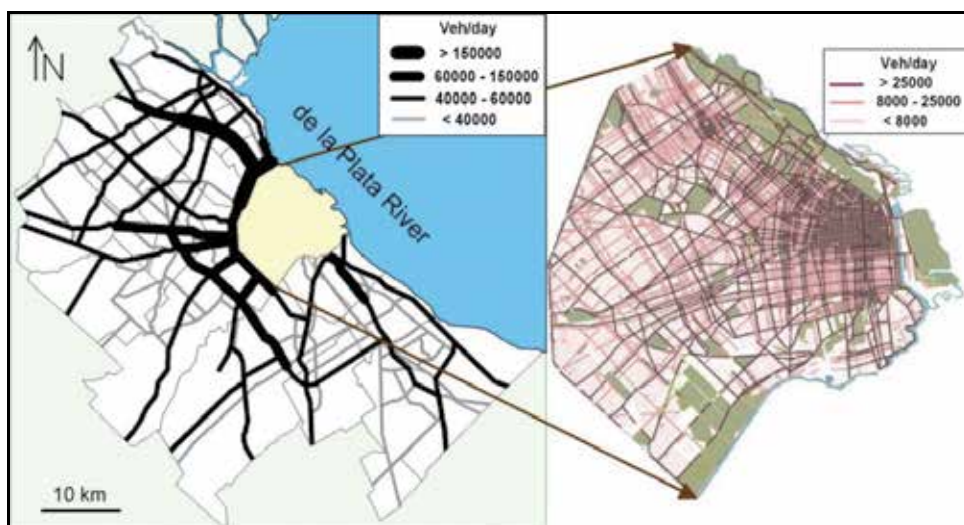 N
Veh/day
> 150000
60000 - 150000
40000 - 60000
< 40000
de la Plata River
10 km
Veh/day
> 25000
8000 - 25000
< 8000